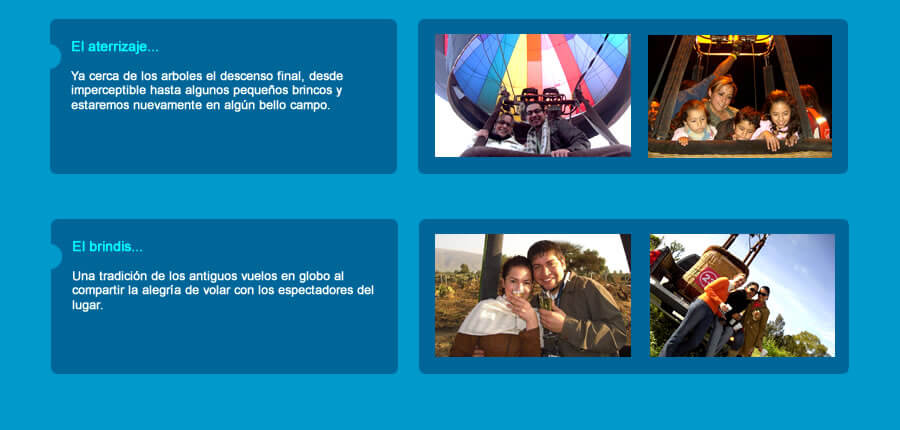 El aterrizaje...
Ya cerca de los arboles el descenso final, desde
imperceptible hasta algunos pequeños brincos y
estaremos nuevamente en algún bello campo.
El brindis...
Una tradición de los antiguos vuelos en globo al
compartir la alegría de volar con los espectadores del
lugar.